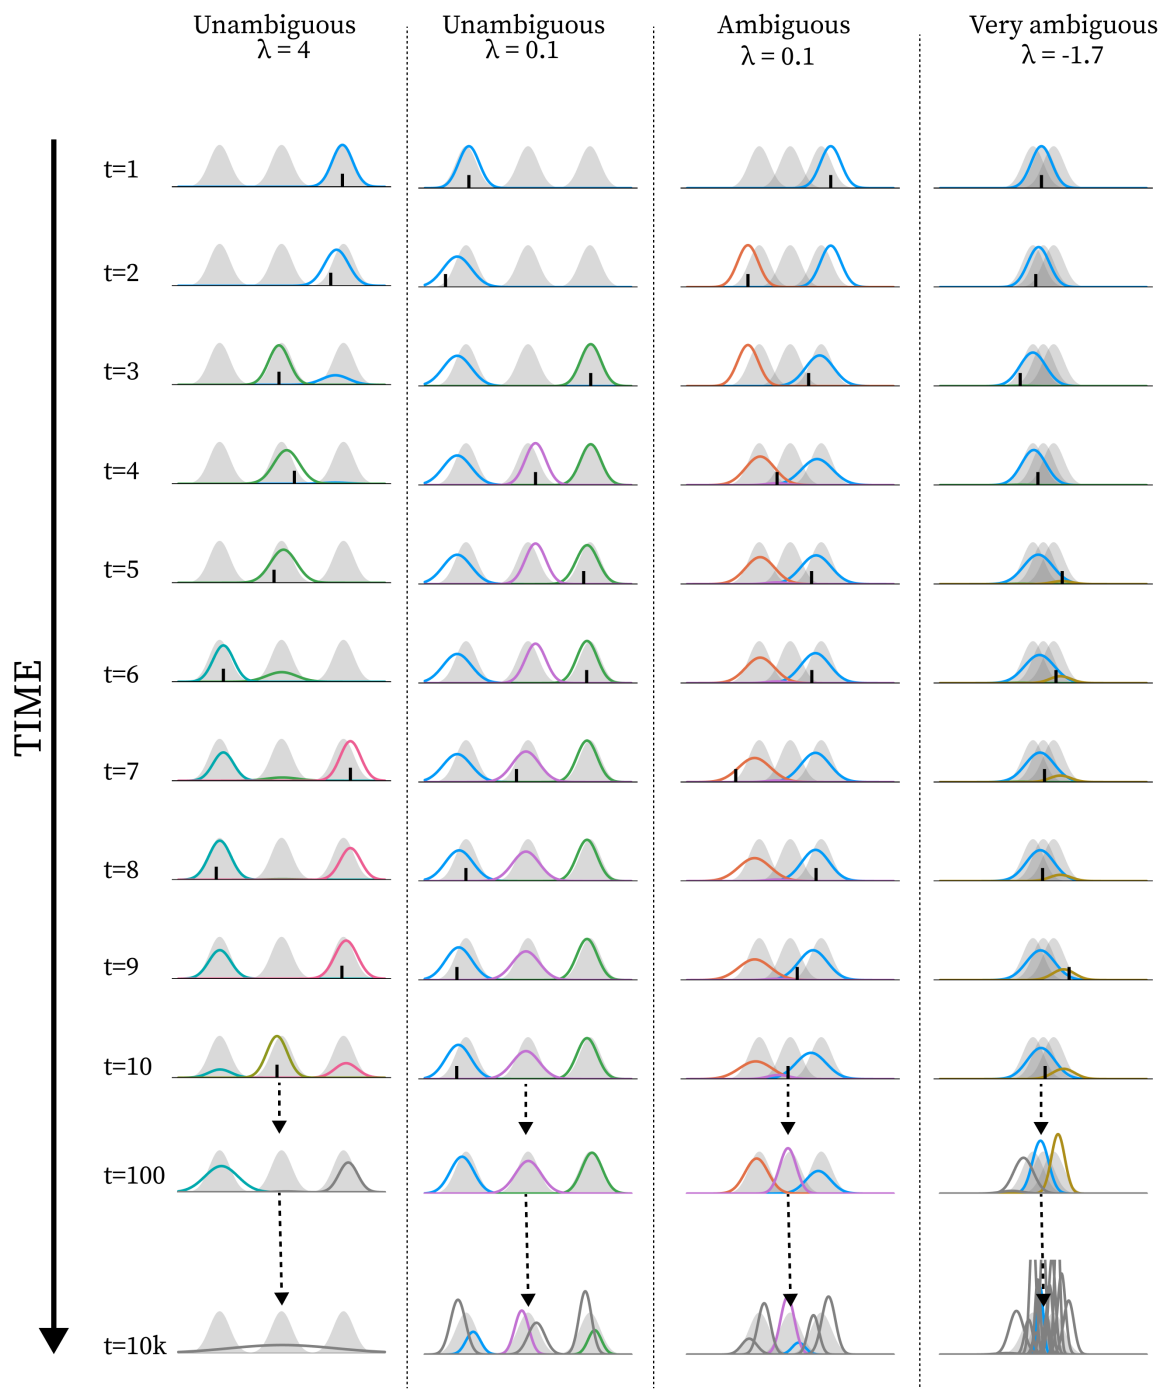 Unambiguous
λ = 4
Unambiguous
λ = 0.1
Ambiguous
λ = 0.1
Very ambiguous
λ = -1.7
TIME
t=1
t=2
t=3
t=4
t=5
t=6
t=7
t=8
t=9
t=10
t=100
t=10k